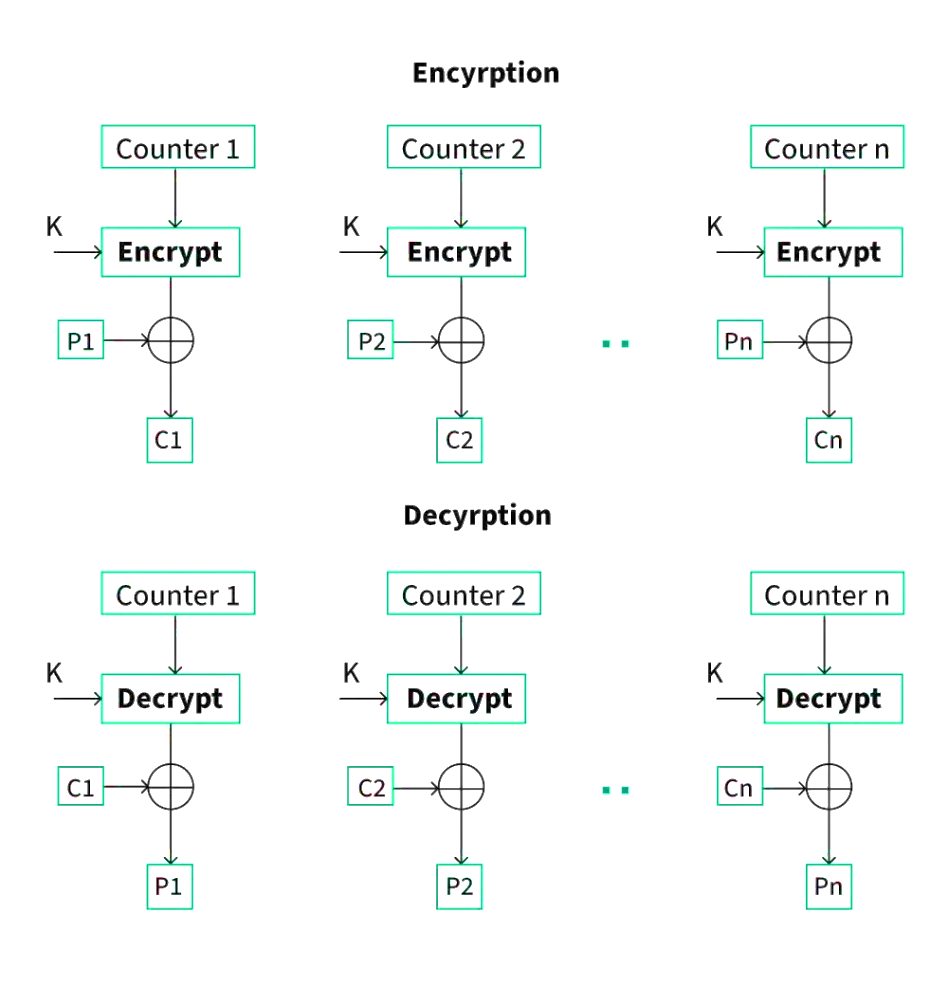 Encyrption
Counter 1 Counter 2 Counter n
K K K
Encrypt Encrypt Encrypt
P1 P2 Pn
C1 C2 Cn
Decyrption
Counter 1 Counter 2 Counter n
K K K
Decrypt Decrypt Decrypt
C1 C2 Cn
P1 P2 Pn